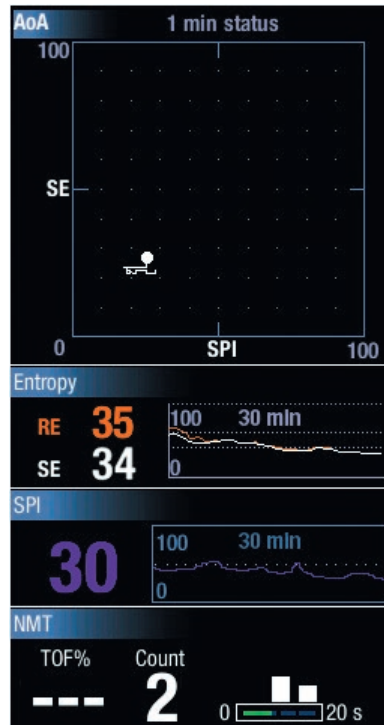 AoA 1 min status
100
SE
0 SPI 100
Entropy
RE 35 100 30 min
SE 34 0
SPI
30 100 30 min
0
NMT
TOF% Count
--- 2 0 20 s